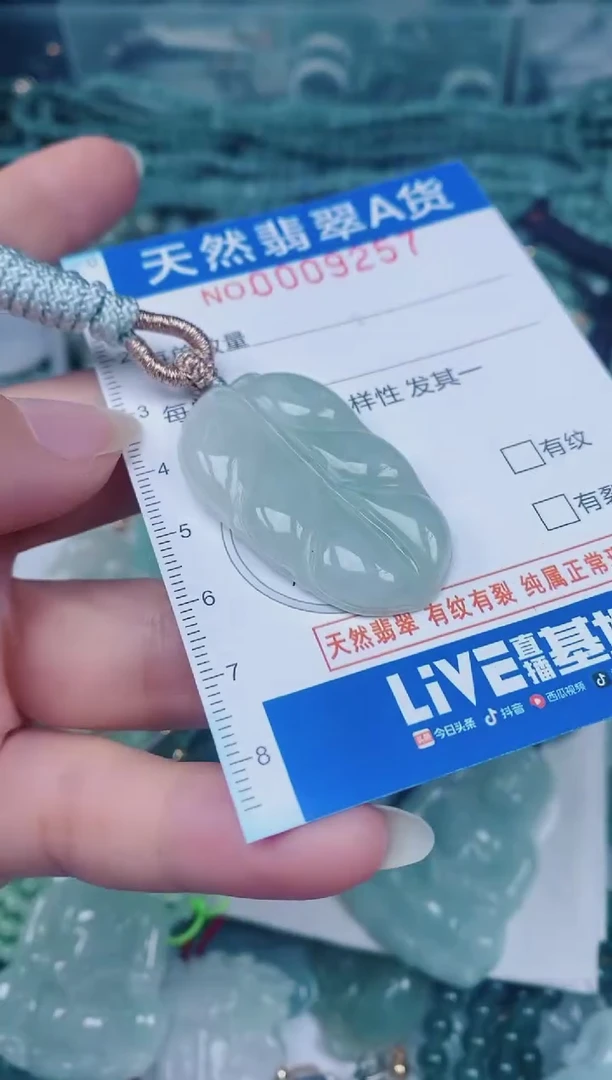 天然翡翠A货
NO0009257
数量
2
3
每 样性 发其一
4
5
有纹
有裂
6
天然翡翠 有纹有裂 纯属正常
7
LiVE直播基地
今日头条 抖音 西瓜视频
8